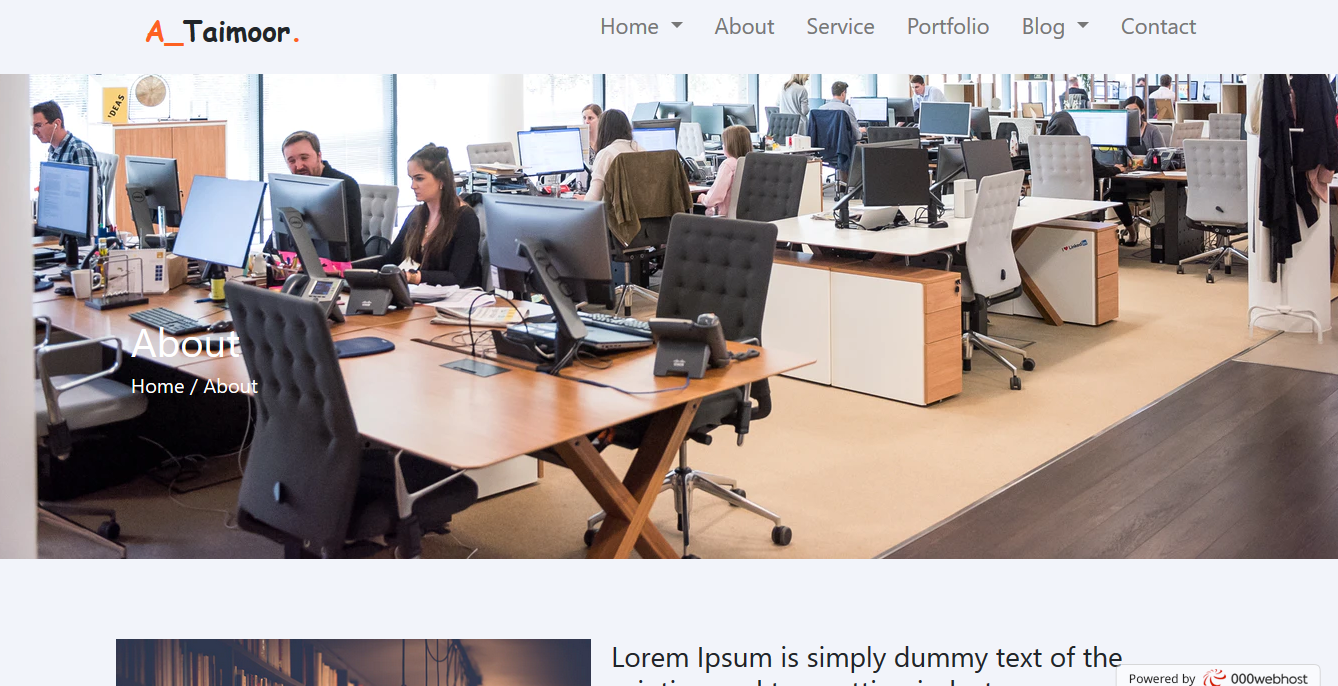 A_Taimoor.
Home About Service Portfolio Blog Contact
IDEAS
I ♥ LinkedIn
About
Home / About
Lorem Ipsum is simply dummy text of the
Powered by 000webhost